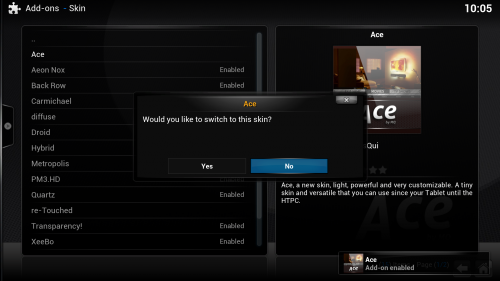 Add-ons - Skin
10:05
..
Ace
Aeon Nox Enabled
Back Row Enabled
Carmichael
diffuse
Droid
Hybrid
Metropolis
PM3.HD
Quartz Enabled
re-Touched
Transparency! Enabled
XeeBo Enabled
Ace
Would you like to switch to this skin?
Yes
No
Ace
Ace
Qui
Ace, a new skin, light, powerful and very customizable. A tiny
skin and versatile that you can use since your Tablet until the
HTPC.
Ace
Add-on enabled